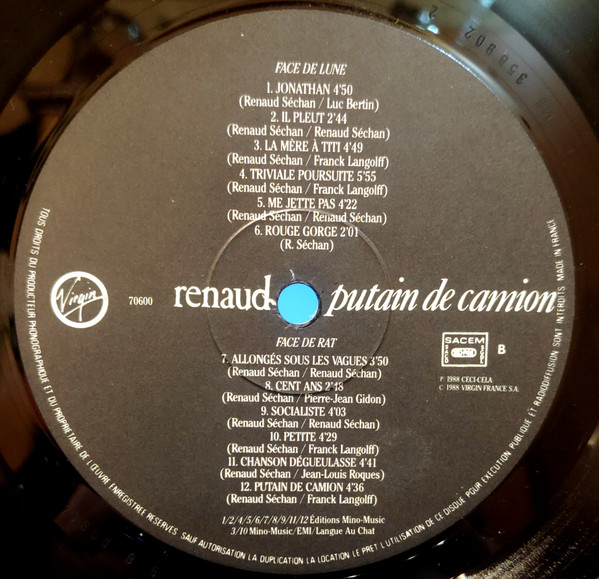 FACE DE LUNE
1. JONATHAN 4'50
(Renaud Séchan / Luc Bertin)
2. IL PLEUT 2'44
(Renaud Séchan / Renaud Séchan)
3. LA MÈRE À TITI 4'49
(Renaud Séchan / Franck Langolff)
4. TRIVIALE POURSUITE 5'55
(Renaud Séchan / Franck Langolff)
5. ME JETTE PAS 4'22
(Renaud Séchan / Renaud Séchan)
6. ROUGE GORGE 2'01
(R. Séchan)
Virgin
70600
renaud putain de camion
SACEM
B
P 1988 CECI-CELA
C 1988 VIRGIN FRANCE S.A.
FACE DE RAT
7. ALLONGÉS SOUS LES VAGUES 3'50
(Renaud Séchan / Renaud Séchan)
8. CENT ANS 2'18
(Renaud Séchan / Pierre-Jean Gidon)
9. SOCIALISTE 4'03
(Renaud Séchan / Renaud Séchan)
10. PETITE 4'29
(Renaud Séchan / Franck Langolff)
11. CHANSON DÉGUEULASSE 4'41
(Renaud Séchan / Jean-Louis Roques)
12. PUTAIN DE CAMION 4'36
(Renaud Séchan / Franck Langolff)
1/2/4/5/6/7/8/9/11/12 Éditions Mino-Music
3/10 Mino-Music/EMI/Langue Au Chat
TOUS DROITS DU PRODUCTEUR PHONOGRAPHIQUE ET DU PROPRIETAIRE DE L'ŒUVRE ENREGISTREE RESERVES SAUF AUTORISATION LA DUPLICATION LA LOCATION LE PRET L'UTILISATION DE CE DISQUE POUR EXECUTION PUBLIQUE ET RADIODIFFUSION SONT INTERDITS MADE IN FRANCE